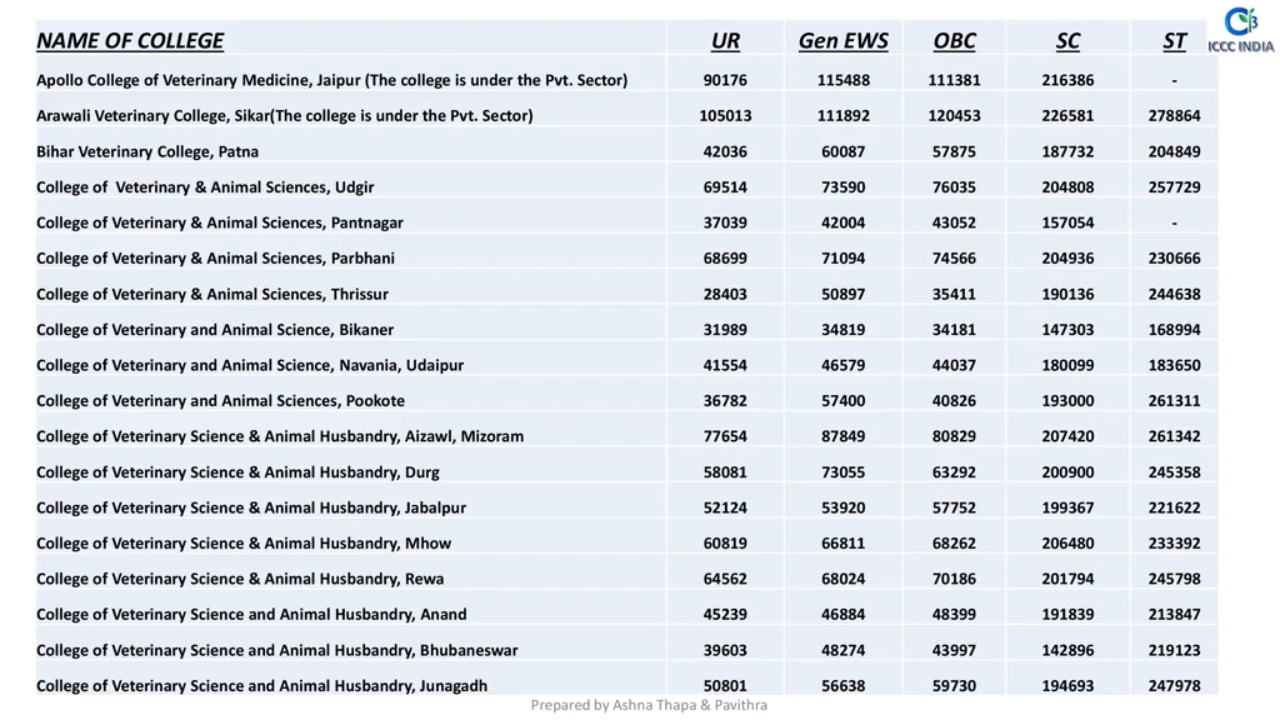 NAME OF COLLEGE UR Gen EWS OBC SC ST
C3 ICCC INDIA
Apollo College of Veterinary Medicine, Jaipur (The college is under the Pvt. Sector) 90176 115488 111381 216386 -
Arawali Veterinary College, Sikar(The college is under the Pvt. Sector) 105013 111892 120453 226581 278864
Bihar Veterinary College, Patna 42036 60087 57875 187732 204849
College of  Veterinary & Animal Sciences, Udgir 69514 73590 76035 204808 257729
College of Veterinary & Animal Sciences, Pantnagar 37039 42004 43052 157054 -
College of Veterinary & Animal Sciences, Parbhani 68699 71094 74566 204936 230666
College of Veterinary & Animal Sciences, Thrissur 28403 50897 35411 190136 244638
College of Veterinary and Animal Science, Bikaner 31989 34819 34181 147303 168994
College of Veterinary and Animal Science, Navania, Udaipur 41554 46579 44037 180099 183650
College of Veterinary and Animal Sciences, Pookote 36782 57400 40826 193000 261311
College of Veterinary Science & Animal Husbandry, Aizawl, Mizoram 77654 87849 80829 207420 261342
College of Veterinary Science & Animal Husbandry, Durg 58081 73055 63292 200900 245358
College of Veterinary Science & Animal Husbandry, Jabalpur 52124 53920 57752 199367 221622
College of Veterinary Science & Animal Husbandry, Mhow 60819 66811 68262 206480 233392
College of Veterinary Science & Animal Husbandry, Rewa 64562 68024 70186 201794 245798
College of Veterinary Science and Animal Husbandry, Anand 45239 46884 48399 191839 213847
College of Veterinary Science and Animal Husbandry, Bhubaneswar 39603 48274 43997 142896 219123
College of Veterinary Science and Animal Husbandry, Junagadh 50801 56638 59730 194693 247978
Prepared by Ashna Thapa & Pavithra